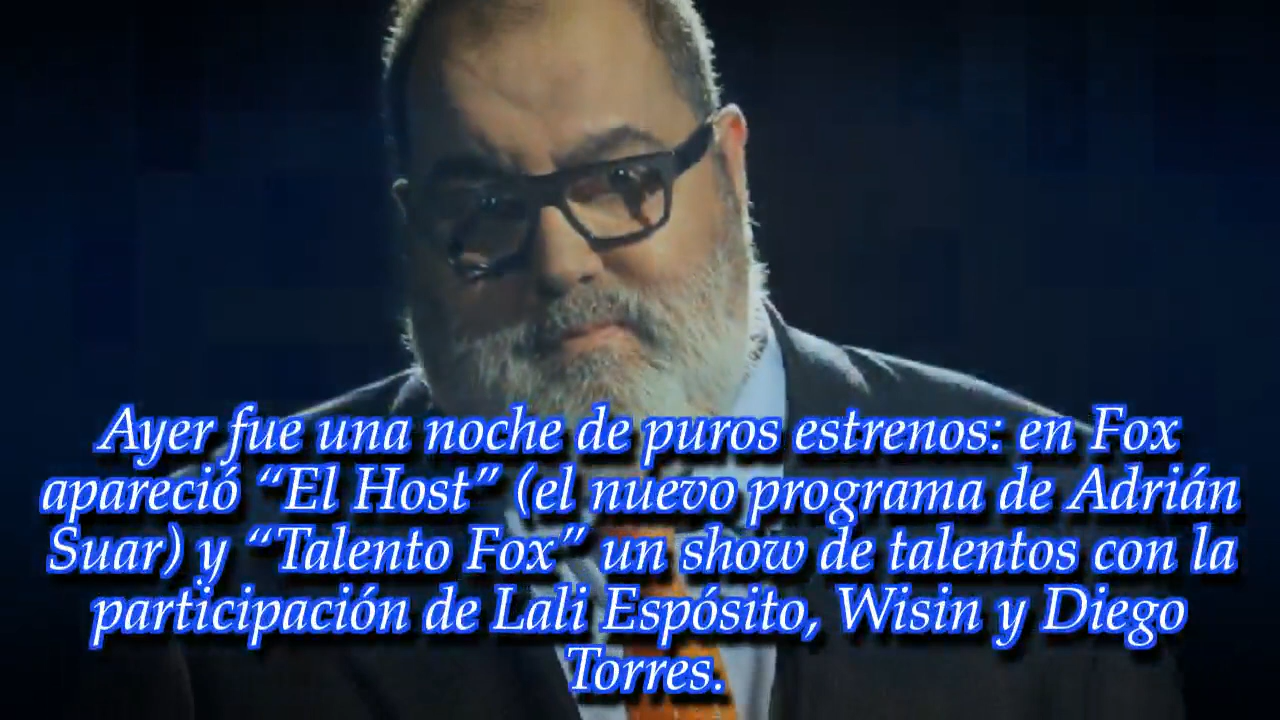 Ayer fue una noche de puros estrenos: en Fox
apareció “El Host” (el nuevo programa de Adrián
Suar) y “Talento Fox” un show de talentos con la
participación de Lali Espósito, Wisin y Diego
Torres.